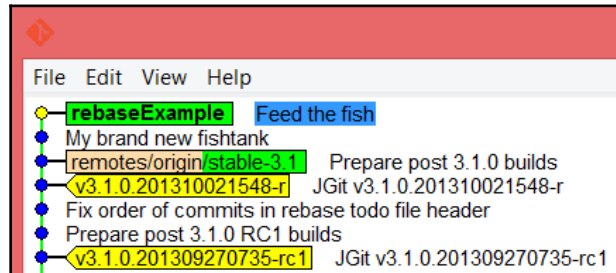 File Edit View Help
rebaseExample Feed the fish
My brand new fishtank
remotes/origin/stable-3.1 Prepare post 3.1.0 builds
v3.1.0.201310021548-r JGit v3.1.0.201310021548-r
Fix order of commits in rebase todo file header
Prepare post 3.1.0 RC1 builds
v3.1.0.201309270735-rc1 JGit v3.1.0.201309270735-rc1